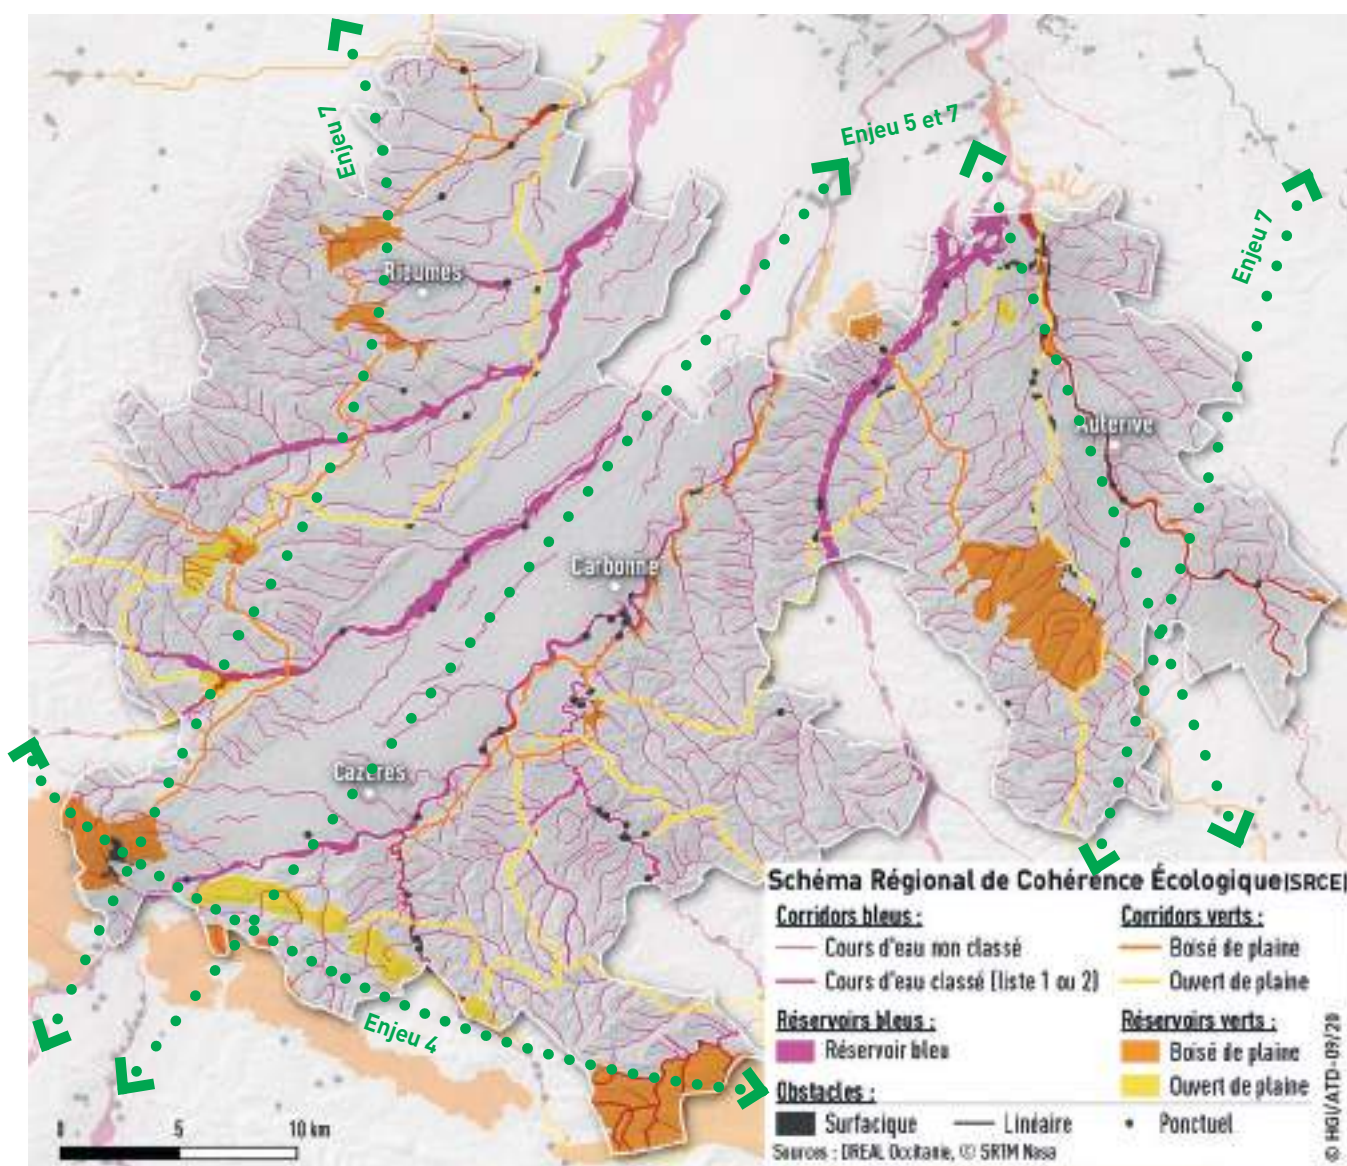 Enjeu 7
Enjeu 5 et 7
Enjeu 7
Rieumes
Auterive
Carbonne
Cazères
Enjeu 4
Schéma Régional de Cohérence Écologique (SRCE)
Corridors bleus :
Cours d'eau non classé
Cours d'eau classé (liste 1 ou 2)
Réservoirs bleus :
Réservoir bleu
Corridors verts :
Boisé de plaine
Ouvert de plaine
Réservoirs verts :
Boisé de plaine
Ouvert de plaine
Obstacles :
Surfacique
Linéaire
Ponctuel
Sources : DREAL Occitanie, © SRTM Nasa
© HGI/ATD-09/20
0 5 10 km